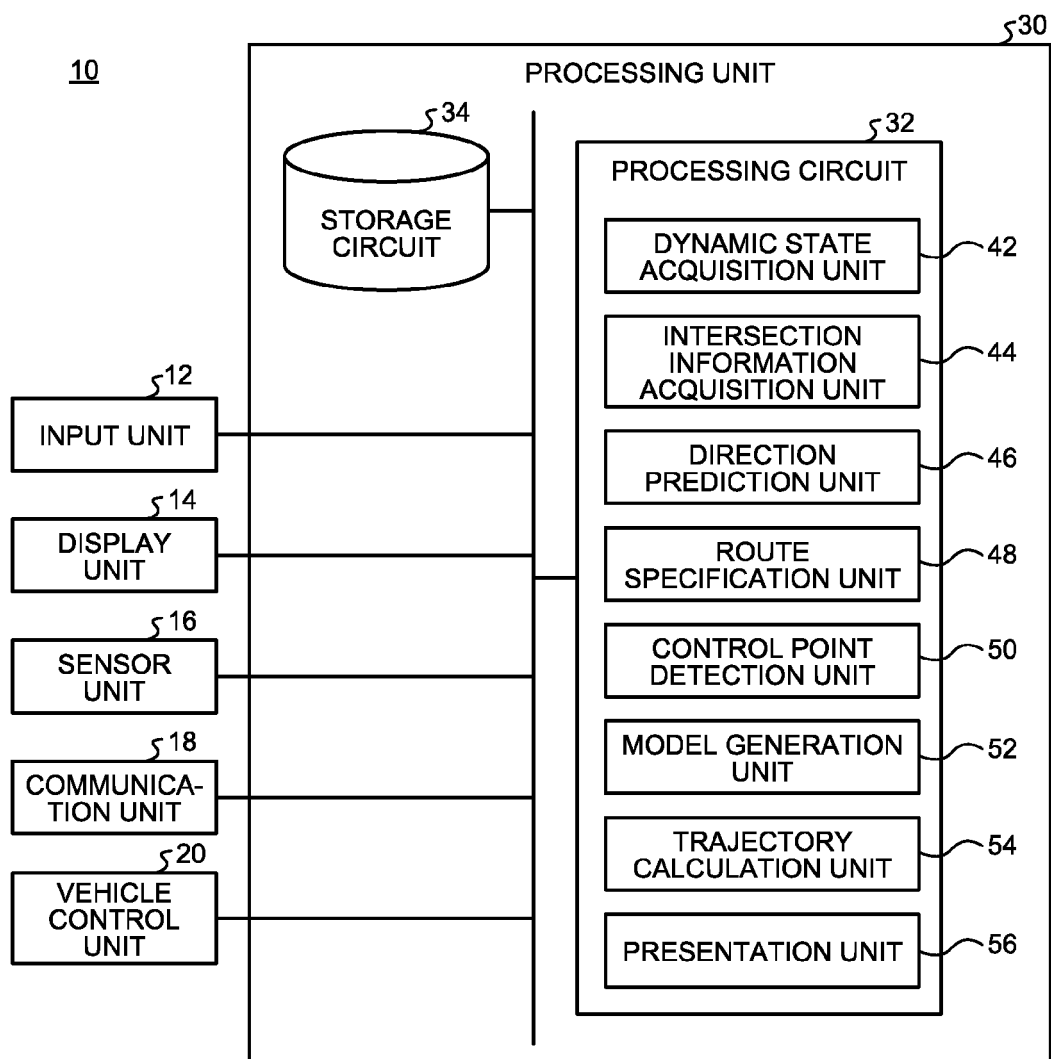 30
10
PROCESSING UNIT
34
STORAGE
CIRCUIT
32
PROCESSING CIRCUIT
DYNAMIC STATE
ACQUISITION UNIT
42
INTERSECTION
INFORMATION
ACQUISITION UNIT
44
DIRECTION
PREDICTION UNIT
46
ROUTE
SPECIFICATION UNIT
48
CONTROL POINT
DETECTION UNIT
50
MODEL GENERATION
UNIT
52
TRAJECTORY
CALCULATION UNIT
54
PRESENTATION UNIT
56
12
INPUT UNIT
14
DISPLAY
UNIT
16
SENSOR
UNIT
18
COMMUNICA-
TION UNIT
20
VEHICLE
CONTROL
UNIT